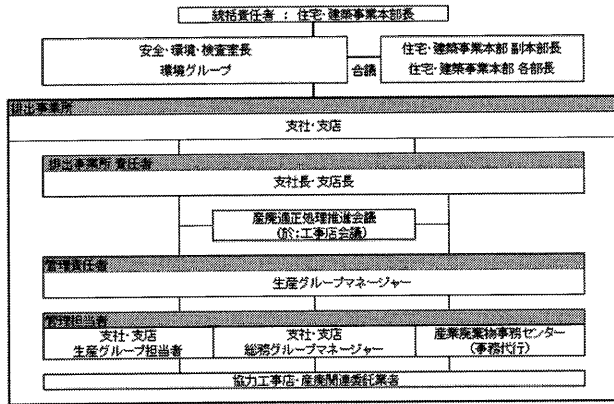 統括責任者 : 住宅・建築事業本部長
安全・環境・検査室長
環境グループ
合議
住宅・建築事業本部 副本部長
住宅・建築事業本部 各部長
排出事業所
支社・支店
排出事業所 責任者
支社長・支店長
産廃適正処理推進会議
(於:工事店会議)
管理責任者
生産グループマネージャー
管理担当者
支社・支店
生産グループ担当者
支社・支店
総務グループマネージャー
産業廃棄物事務センター
(事務代行)
協力工事店・産廃関連委託業者